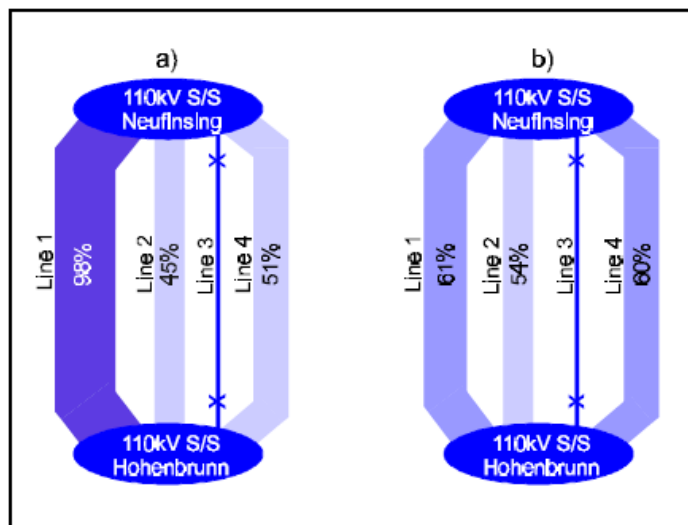 a)
110kV S/S
Neufinsing
Line 1
98%
Line 2
45%
Line 3
Line 4
51%
110kV S/S
Hohenbrunn
b)
110kV S/S
Neufinsing
Line 1
61%
Line 2
54%
Line 3
Line 4
60%
110kV S/S
Hohenbrunn